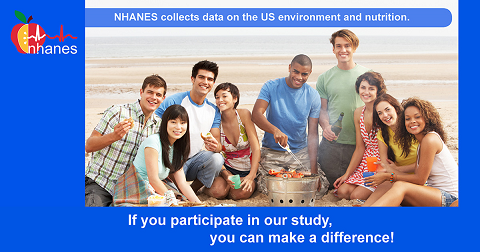 nhanes
NHANES collects data on the US environment and nutrition.
If you participate in our study,
you can make a difference!